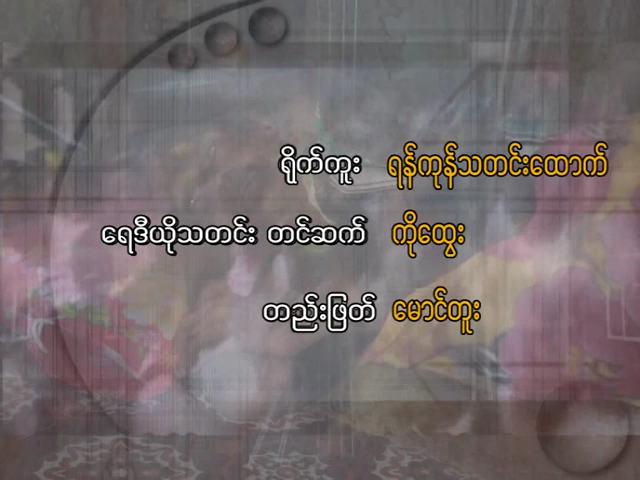 ရိုက်ကူး ရန်ကုန်သတင်းထောက်
ရေဒီယိုသတင်း တင်ဆက် ကိုထွေး
တည်းဖြတ် မောင်တူး